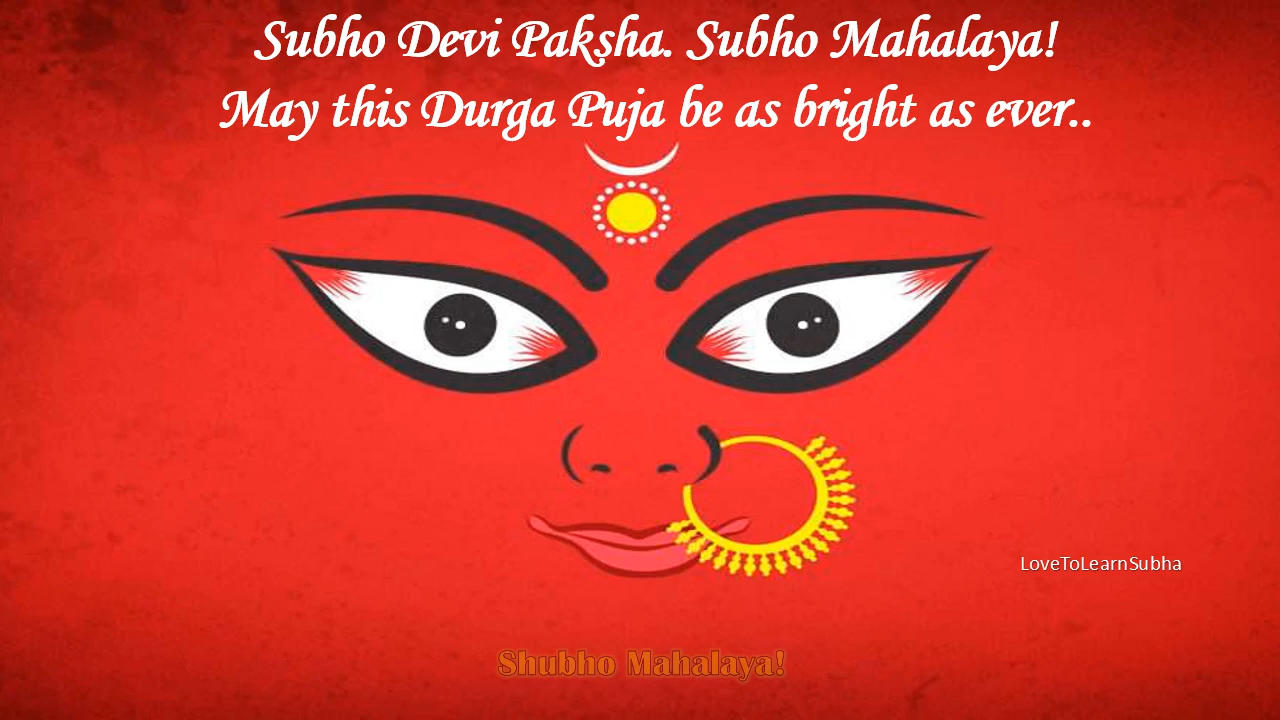 Subho Devi Paksha. Subho Mahalaya!
May this Durga Puja be as bright as ever..
LoveToLearnSubha
Shubho Mahalaya!